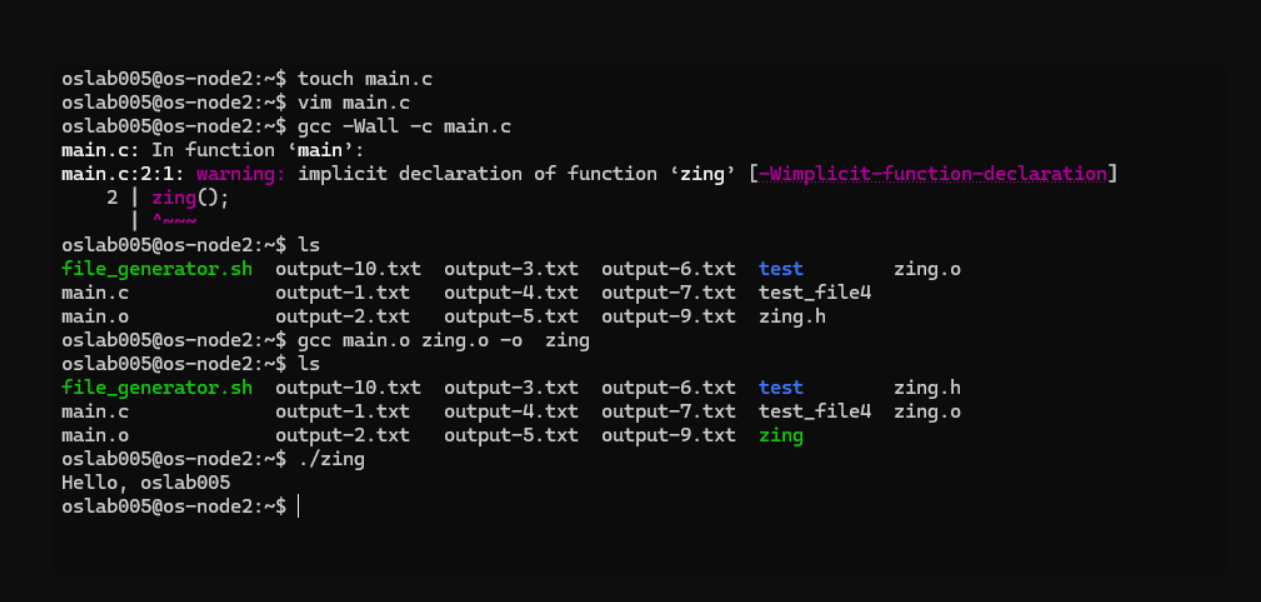 oslab005@os-node2:~$ touch main.c
oslab005@os-node2:~$ vim main.c
oslab005@os-node2:~$ gcc -Wall -c main.c
main.c: In function ‘main’:
main.c:2:1: warning: implicit declaration of function ‘zing’ [-Wimplicit-function-declaration]
    2 | zing();
      | ^~~~
oslab005@os-node2:~$ ls
file_generator.sh  output-10.txt  output-3.txt  output-6.txt  test        zing.o
main.c             output-1.txt   output-4.txt  output-7.txt  test_file4
main.o             output-2.txt   output-5.txt  output-9.txt  zing.h
oslab005@os-node2:~$ gcc main.o zing.o -o  zing
oslab005@os-node2:~$ ls
file_generator.sh  output-10.txt  output-3.txt  output-6.txt  test        zing.h
main.c             output-1.txt   output-4.txt  output-7.txt  test_file4  zing.o
main.o             output-2.txt   output-5.txt  output-9.txt  zing
oslab005@os-node2:~$ ./zing
Hello, oslab005
oslab005@os-node2:~$